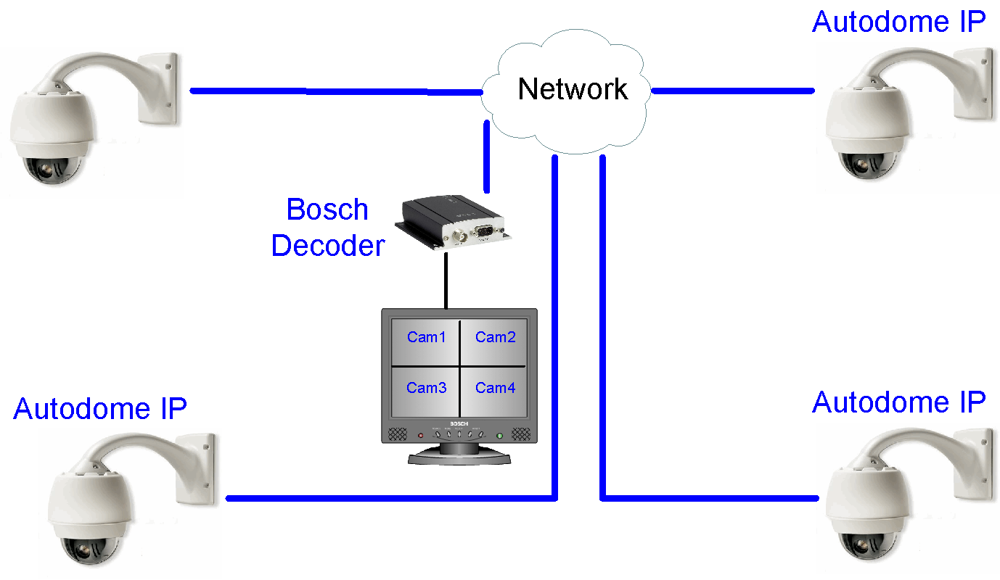 Autodome IP
Network
Bosch
Decoder
Cam1 Cam2
Cam3 Cam4
BOSCH
Autodome IP
Autodome IP